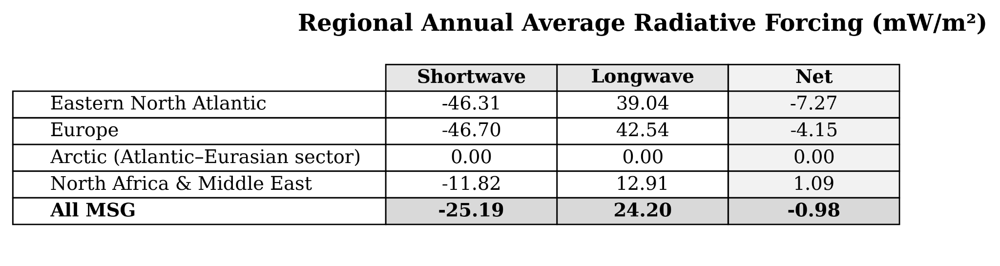 Regional Annual Average Radiative Forcing (mW/m²)
Shortwave Longwave Net
Eastern North Atlantic -46.31 39.04 -7.27
Europe -46.70 42.54 -4.15
Arctic (Atlantic–Eurasian sector) 0.00 0.00 0.00
North Africa & Middle East -11.82 12.91 1.09
All MSG -25.19 24.20 -0.98